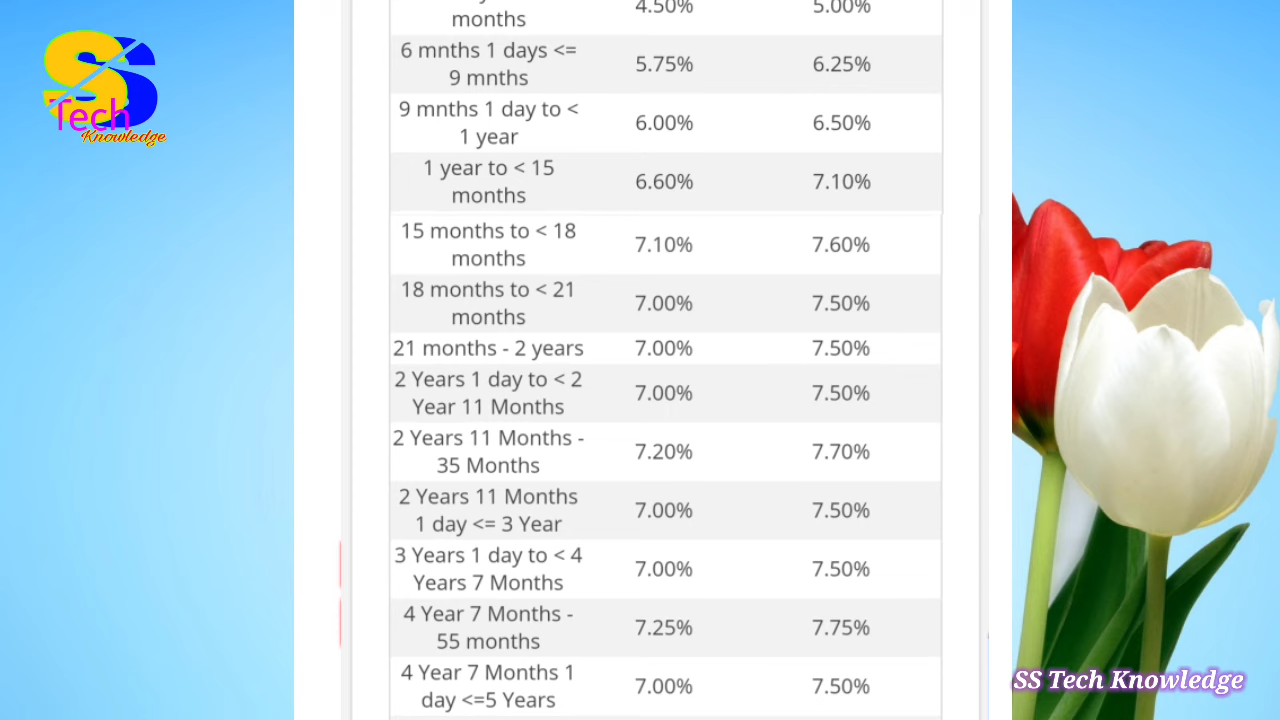 SS
Tech
Knowledge
months 4.50% 5.00%
6 mnths 1 days <=
9 mnths 5.75% 6.25%
9 mnths 1 day to <
1 year 6.00% 6.50%
1 year to < 15
months 6.60% 7.10%
15 months to < 18
months 7.10% 7.60%
18 months to < 21
months 7.00% 7.50%
21 months - 2 years 7.00% 7.50%
2 Years 1 day to < 2
Year 11 Months 7.00% 7.50%
2 Years 11 Months -
35 Months 7.20% 7.70%
2 Years 11 Months
1 day <= 3 Year 7.00% 7.50%
3 Years 1 day to < 4
Years 7 Months 7.00% 7.50%
4 Year 7 Months -
55 months 7.25% 7.75%
4 Year 7 Months 1
day <=5 Years 7.00% 7.50%
SS Tech Knowledge